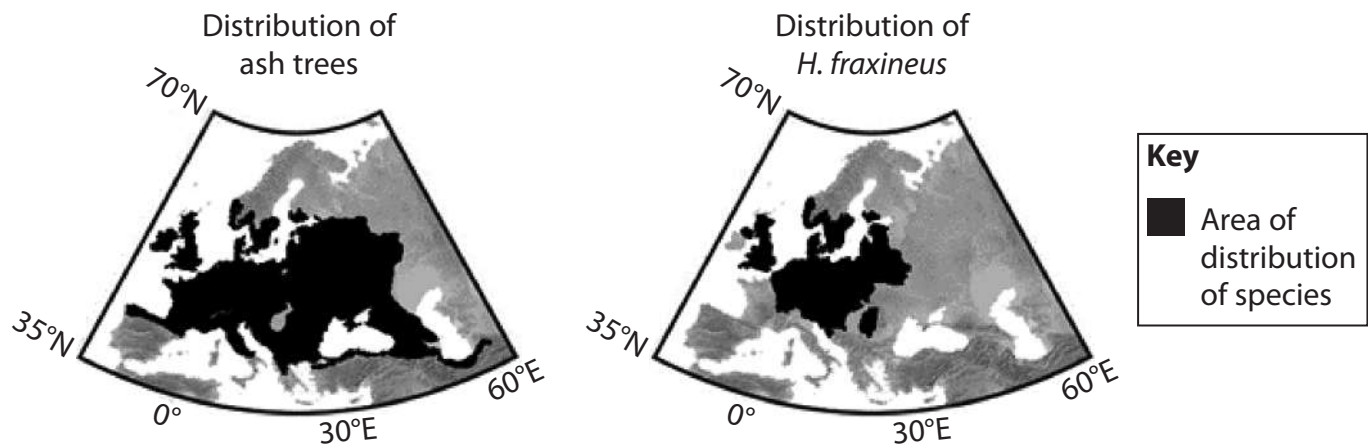 Distribution of
ash trees
70°N
35°N
0°
30°E
60°E
Distribution of
H. fraxineus
70°N
35°N
0°
30°E
60°E
Key
Area of
distribution
of species